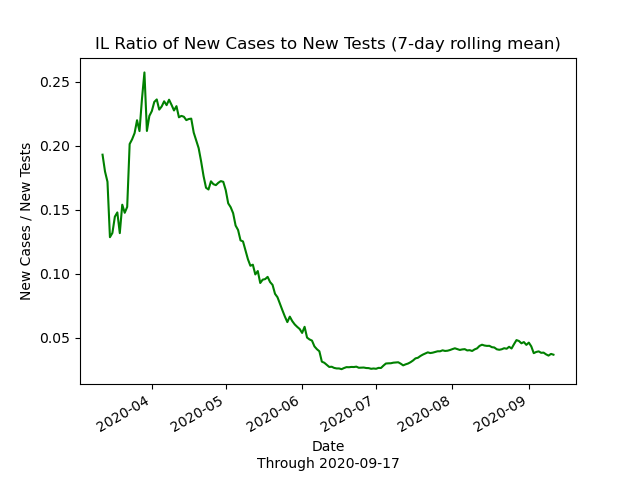 IL Ratio of New Cases to New Tests (7-day rolling mean)
New Cases / New Tests
0.25
0.20
0.15
0.10
0.05
2020-04
2020-05
2020-06
2020-07
2020-08
2020-09
Date
Through 2020-09-17